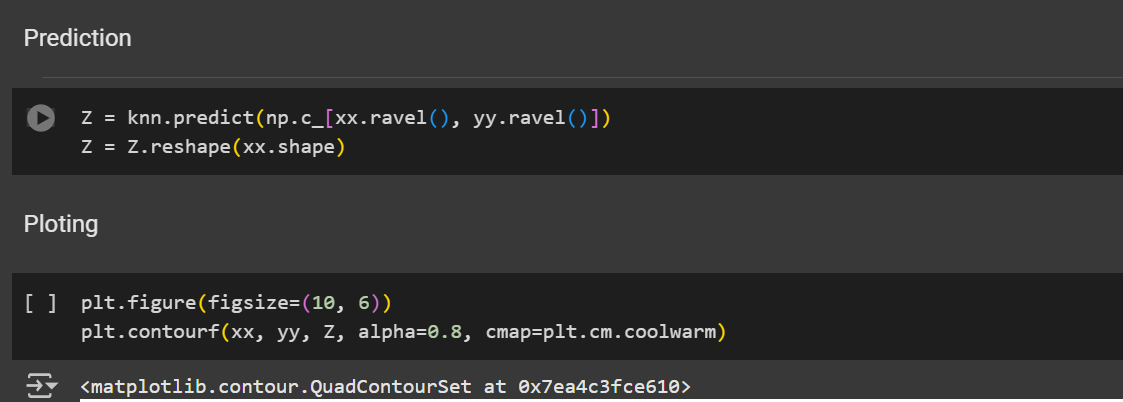 Prediction
Z = knn.predict(np.c_[xx.ravel(), yy.ravel()])
Z = Z.reshape(xx.shape)
Ploting
[ ] plt.figure(figsize=(10, 6))
plt.contourf(xx, yy, Z, alpha=0.8, cmap=plt.cm.coolwarm)
<matplotlib.contour.QuadContourSet at 0x7ea4c3fce610>